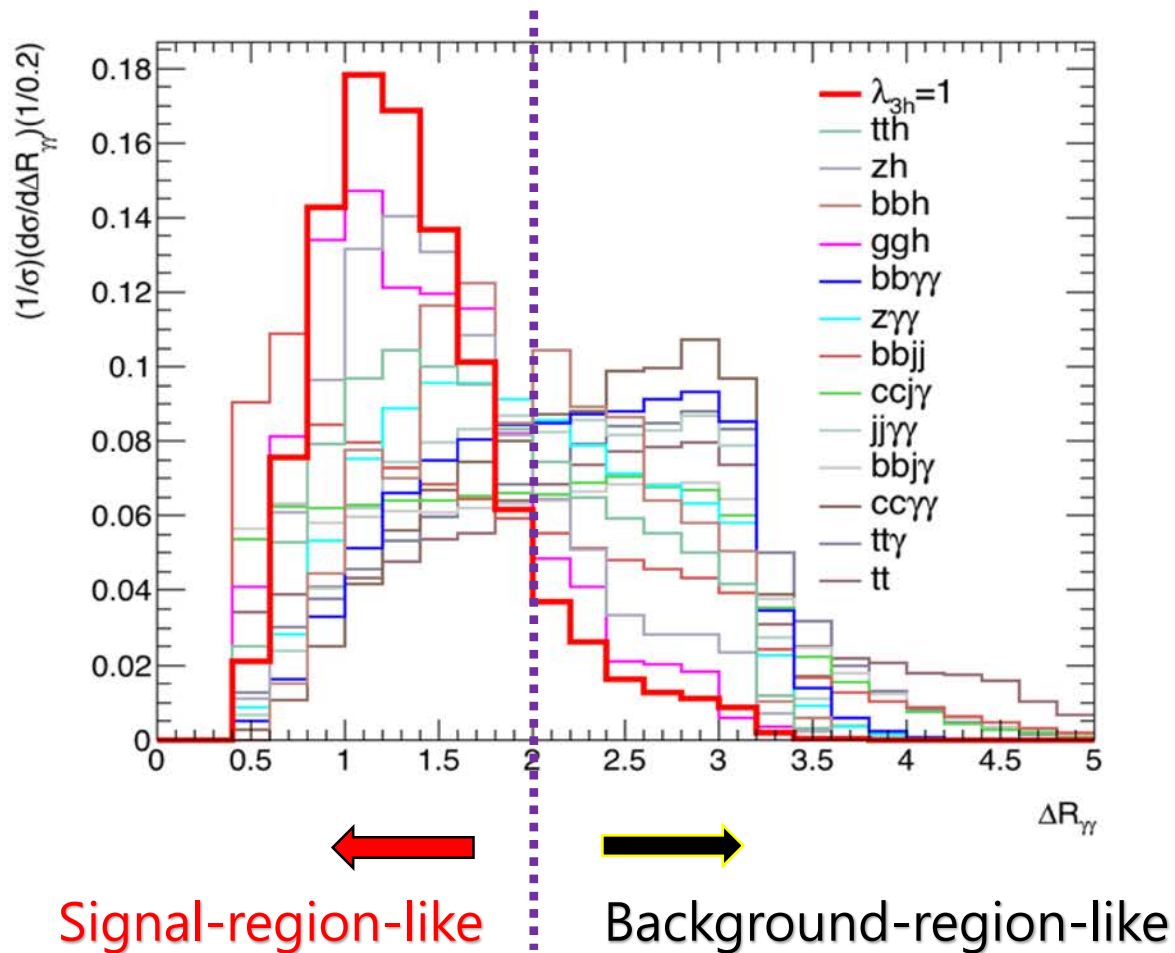 (1/σ)(dσ/dΔR_γγ)(1/0.2)
0.18
0.16
0.14
0.12
0.1
0.08
0.06
0.04
0.02
0
λ_3h=1
tth
zh
bbh
ggh
bbγγ
zγγ
bbjj
ccjγ
jjγγ
bbjγ
ccγγ
ttγ
tt
0 0.5 1 1.5 2 2.5 3 3.5 4 4.5 5
ΔR_γγ
Signal-region-like Background-region-like